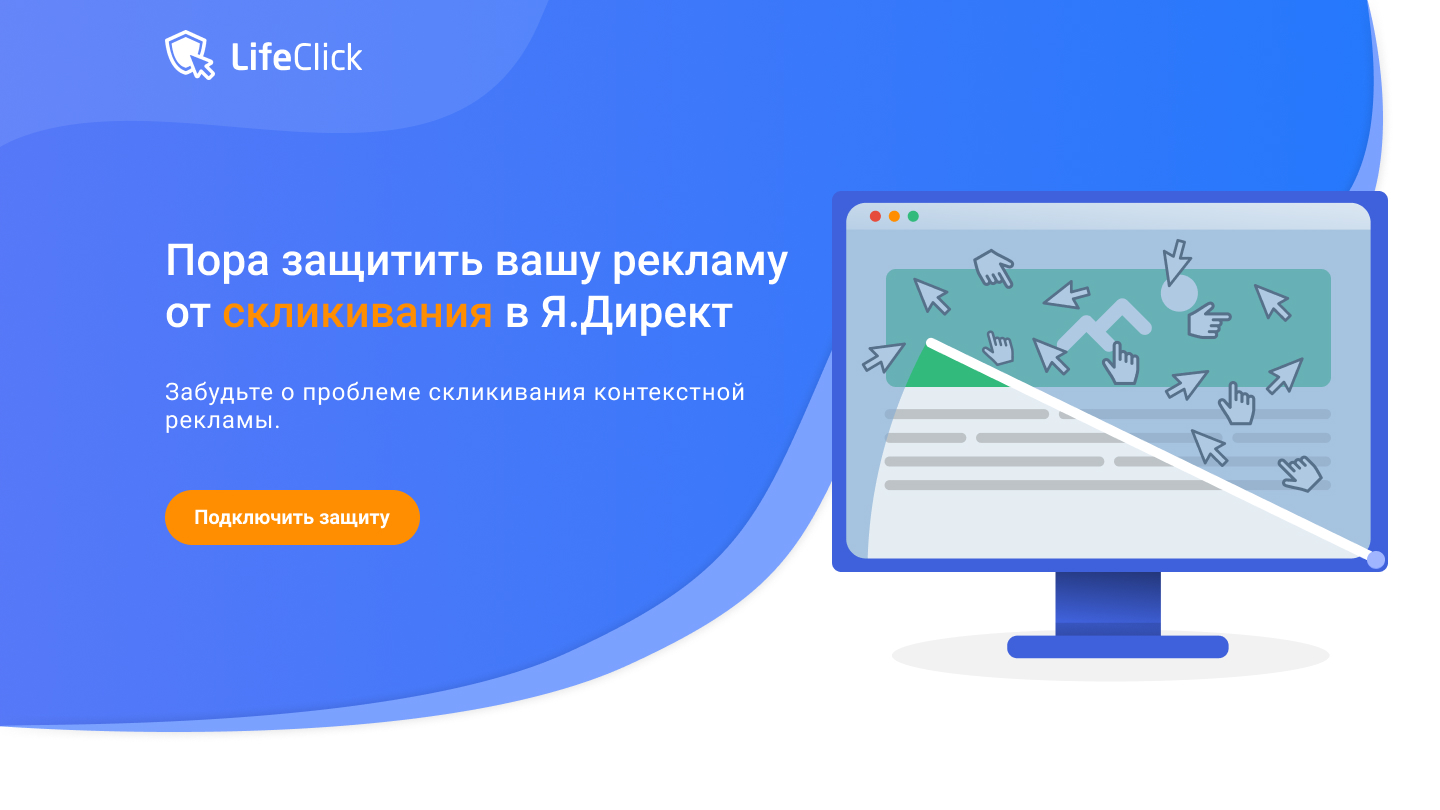 LifeClick
Пора защитить вашу рекламу
от скликивания в Я.Директ
Забудьте о проблеме скликивания контекстной
рекламы.
Подключить защиту